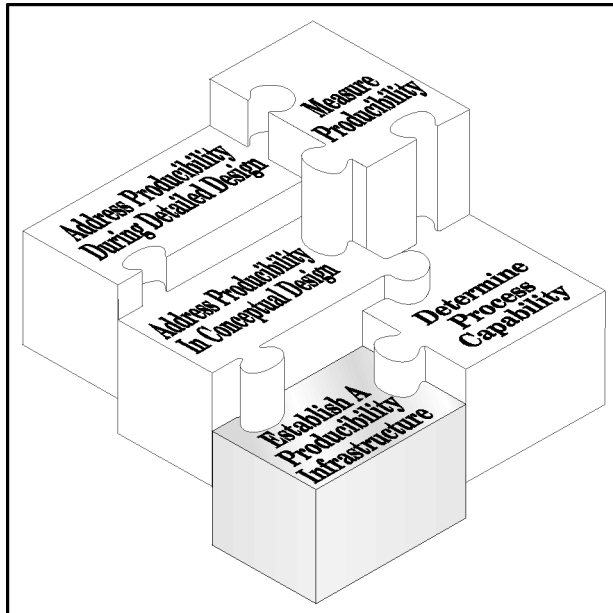 Measure
Producibility
Address Producibility
During Detailed Design
Address Producibility
In Conceptual Design
Determine
Process
Capability
Establish A
Producibility
Infrastructure